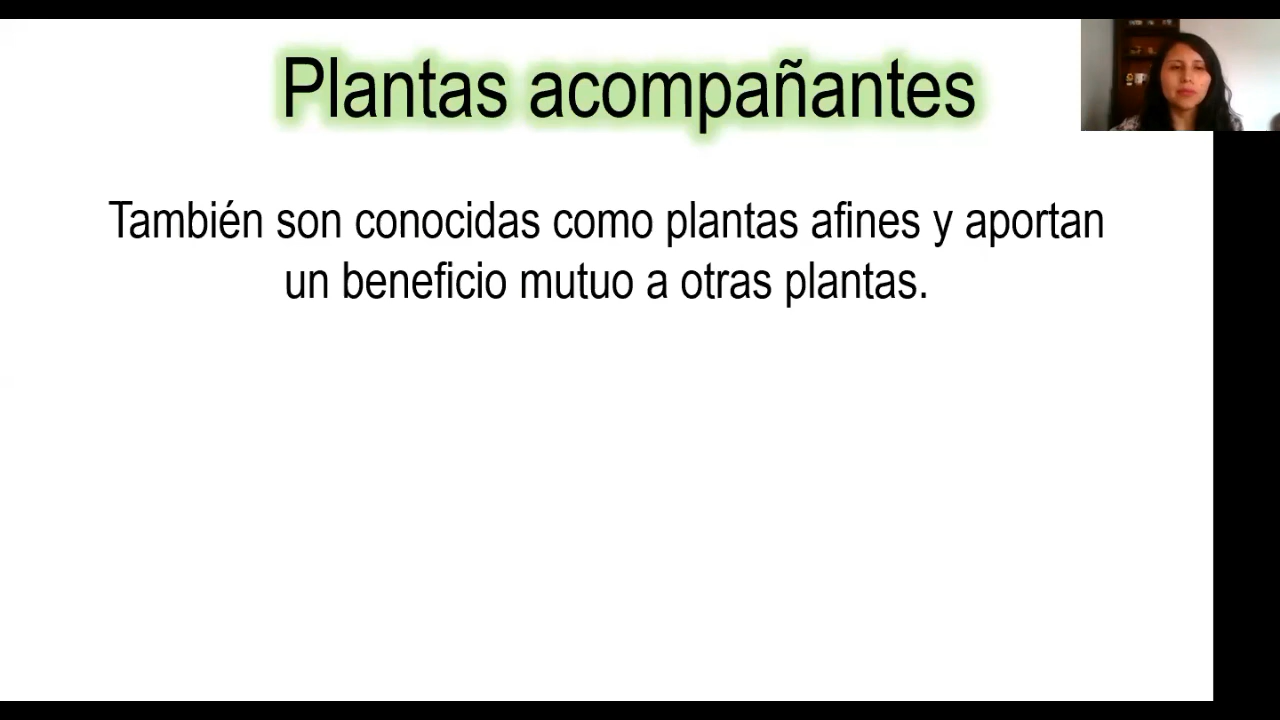 Plantas acompañantes
También son conocidas como plantas afines y aportan
un beneficio mutuo a otras plantas.